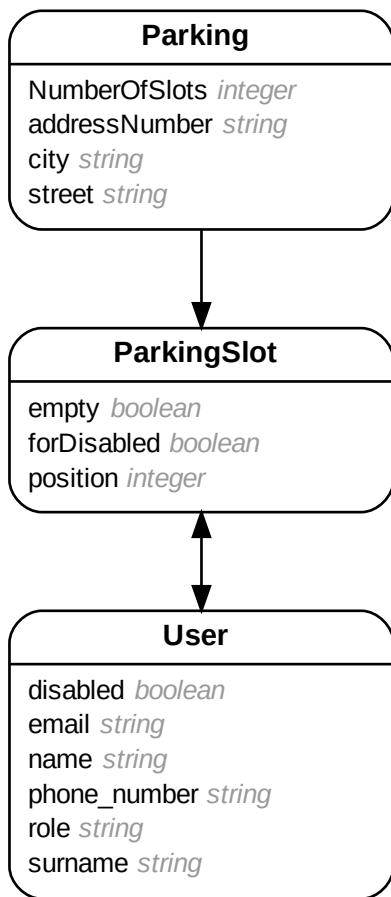 Parking
NumberOfSlots integer
addressNumber string
city string
street string
ParkingSlot
empty boolean
forDisabled boolean
position integer
User
disabled boolean
email string
name string
phone_number string
role string
surname string